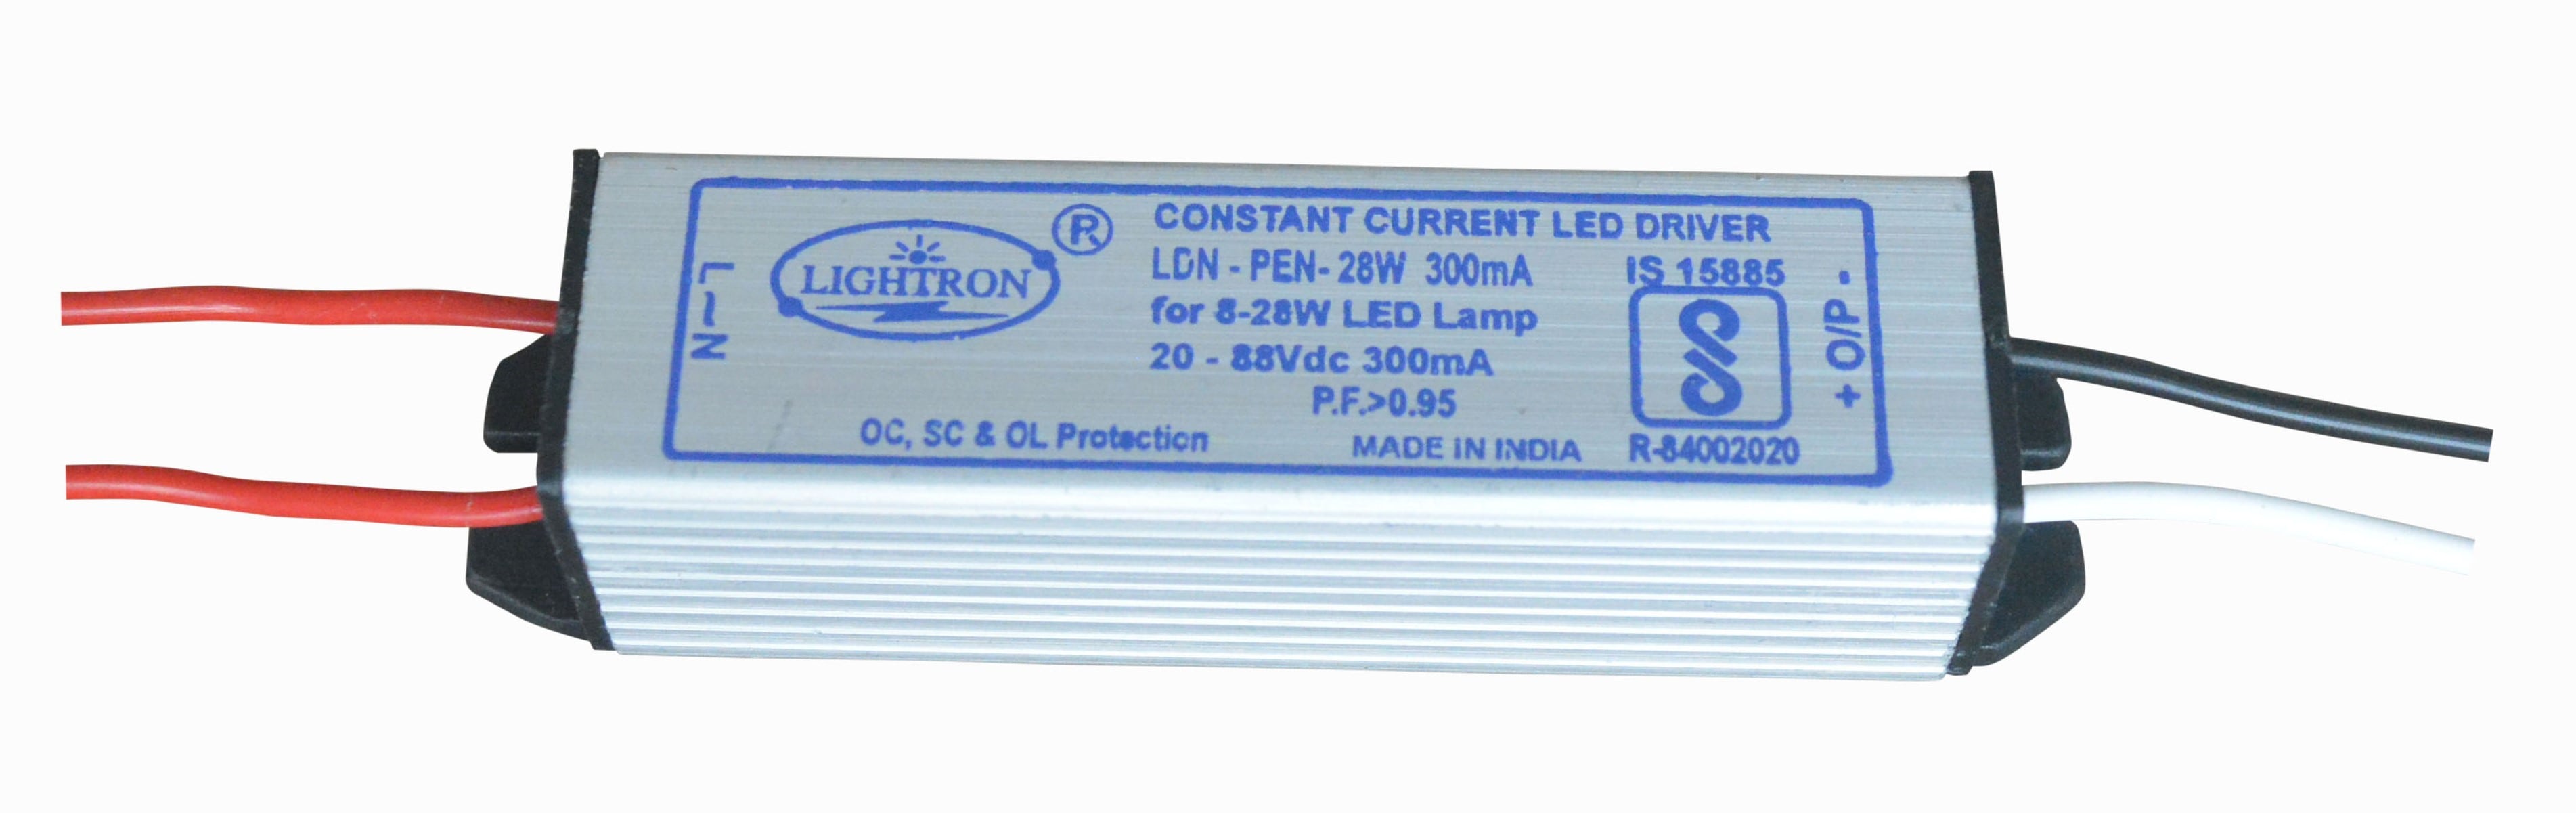 L~N
LIGHTRON
R
CONSTANT CURRENT LED DRIVER
LDN - PEN- 28W 300mA
for 8-28W LED Lamp
20 - 88Vdc 300mA
P.F.>0.95
OC, SC & OL Protection
MADE IN INDIA
IS 15885
R-84002020
+ O/P -